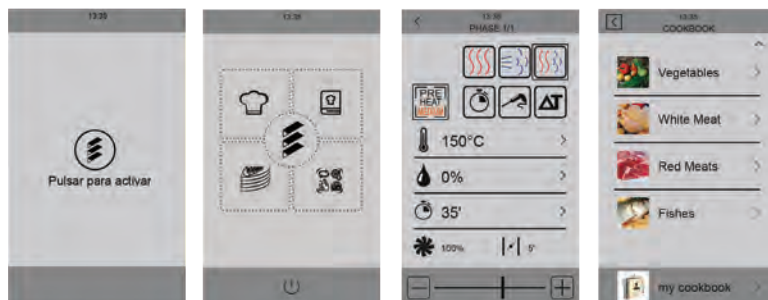 13:35
Pulsar para activar
13:35
13:35
PHASE 1/1
PRE
HEAT
150°C
0%
35'
100%
5'
ΔT
13:35
COOKBOOK
Vegetables
White Meat
Red Meats
Fishes
my cookbook